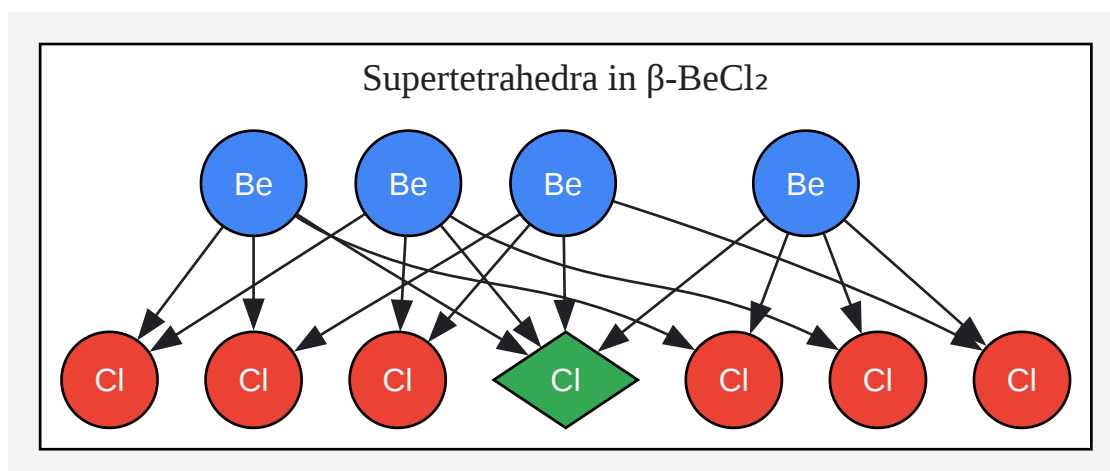 Supertetrahedra in β-BeCl₂
Be Be Be Be
Cl Cl Cl Cl Cl Cl Cl